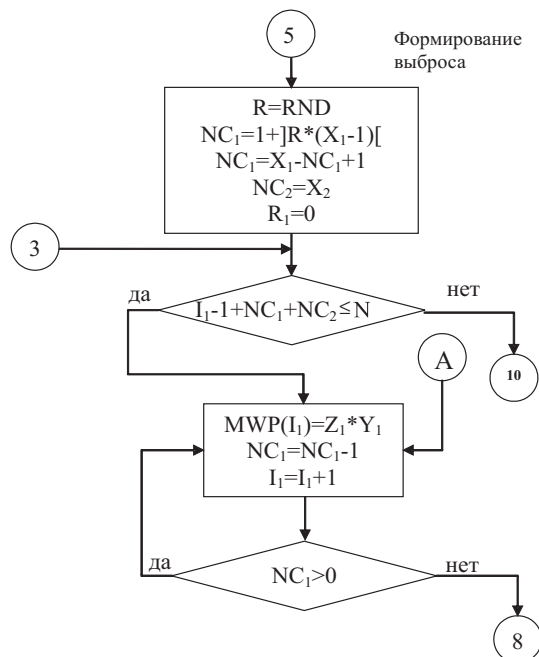 5
Формирование
выброса
R=RND
NC₁=1+]R*(X₁-1)[
NC₁=X₁-NC₁+1
NC₂=X₂
R₁=0
3
да
I₁-1+NC₁+NC₂≤N
нет
A
10
MWP(I₁)=Z₁*Y₁
NC₁=NC₁-1
I₁=I₁+1
да
NC₁>0
нет
8